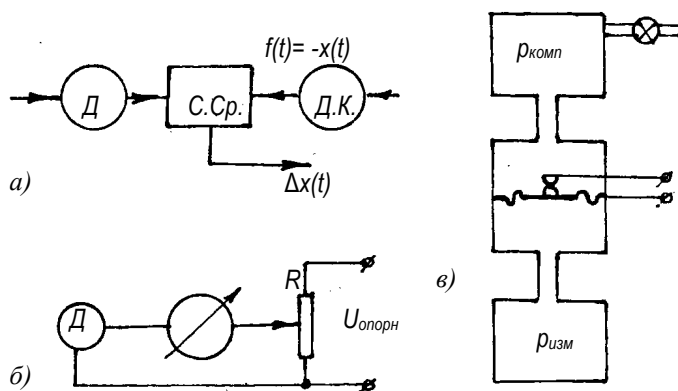 f(t)= -x(t)
Д
С.Ср.
Д.К.
Δx(t)
а)
Д
R
Uопорн
б)
pкомп
в)
pизм